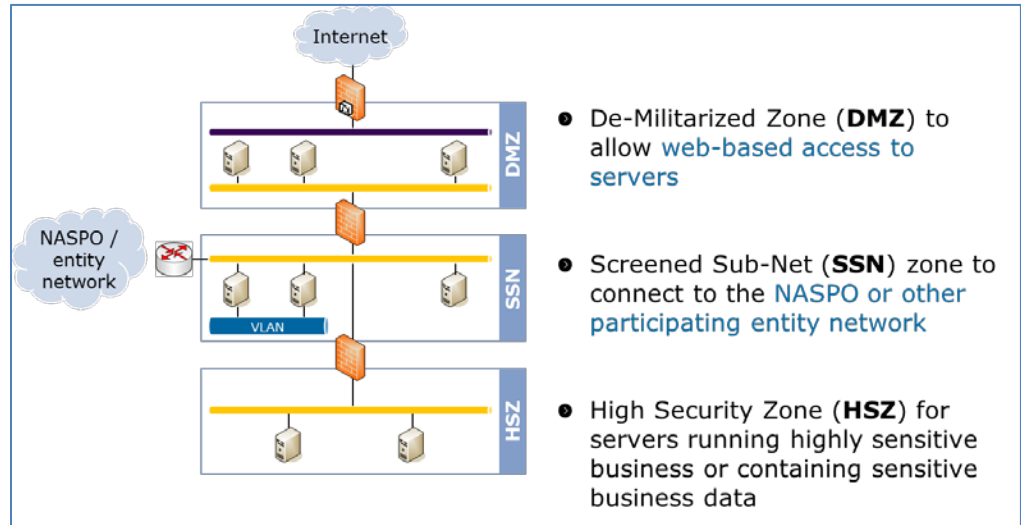 Internet
DMZ
NASPO /
entity
network
SSN
VLAN
HSZ
De-Militarized Zone (DMZ) to
allow web-based access to
servers
Screened Sub-Net (SSN) zone to
connect to the NASPO or other
participating entity network
High Security Zone (HSZ) for
servers running highly sensitive
business or containing sensitive
business data